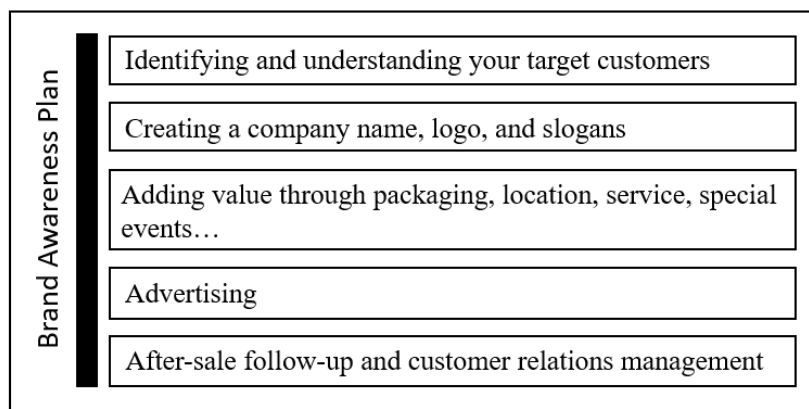 Brand Awareness Plan
Identifying and understanding your target customers
Creating a company name, logo, and slogans
Adding value through packaging, location, service, special
events…
Advertising
After-sale follow-up and customer relations management